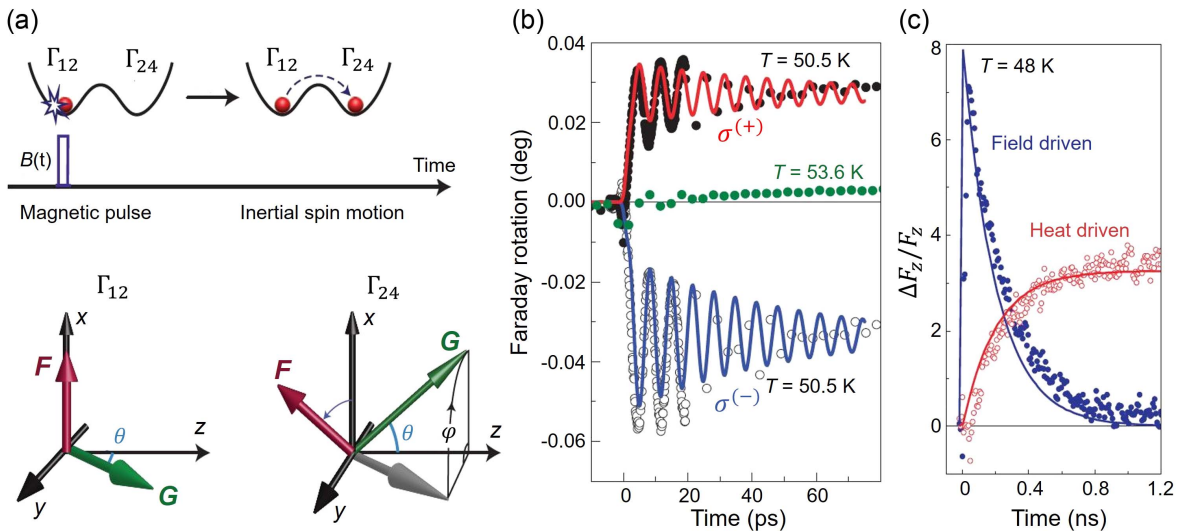 (a)
Γ12 Γ24 Γ12 Γ24
B(t)
Time
Magnetic pulse Inertial spin motion
Γ12 Γ24
x
F
z
θ
G
y
x
F
G
φ
z
θ
y
(b)
Faraday rotation (deg)
0.04
0.02
0.00
-0.02
-0.04
-0.06
T = 50.5 K
σ(+)
T = 53.6 K
σ(−)
T = 50.5 K
0 20 40 60
Time (ps)
(c)
ΔFz/Fz
8
6
4
2
0
T = 48 K
Field driven
Heat driven
0 0.4 0.8 1.2
Time (ns)